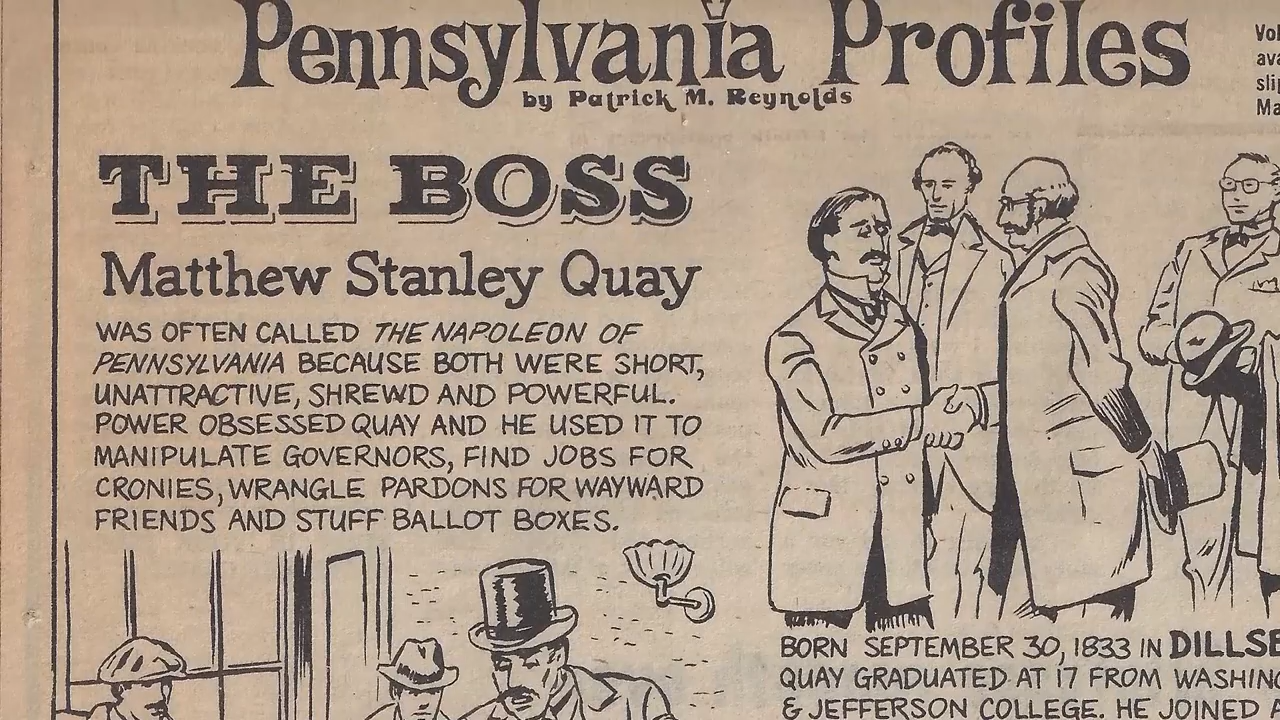 Pennsylvania Profiles
by Patrick M. Reynolds
THE BOSS
Matthew Stanley Quay
WAS OFTEN CALLED THE NAPOLEON OF
PENNSYLVANIA BECAUSE BOTH WERE SHORT,
UNATTRACTIVE, SHREWD AND POWERFUL.
POWER OBSESSED QUAY AND HE USED IT TO
MANIPULATE GOVERNORS, FIND JOBS FOR
CRONIES, WRANGLE PARDONS FOR WAYWARD
FRIENDS AND STUFF BALLOT BOXES.
BORN SEPTEMBER 30, 1833 IN
QUAY GRADUATED AT 17 FROM
& JEFFERSON COLLEGE. HE JOINED